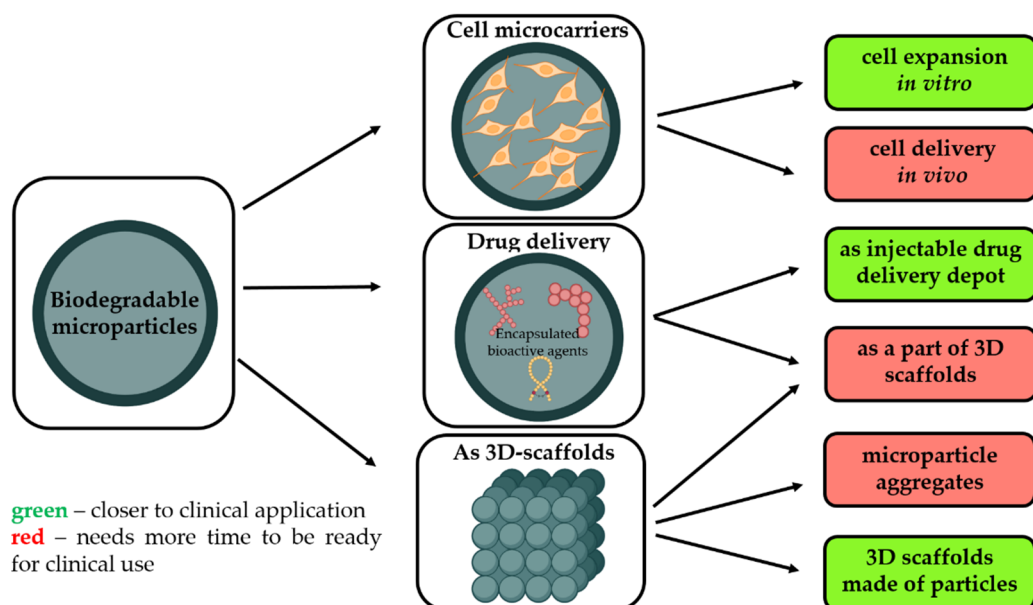 Biodegradable
microparticles
green – closer to clinical application
red – needs more time to be ready
for clinical use
Cell microcarriers
Drug delivery
Encapsulated
bioactive agents
As 3D-scaffolds
cell expansion
in vitro
cell delivery
in vivo
as injectable drug
delivery depot
as a part of 3D
scaffolds
microparticle
aggregates
3D scaffolds
made of particles